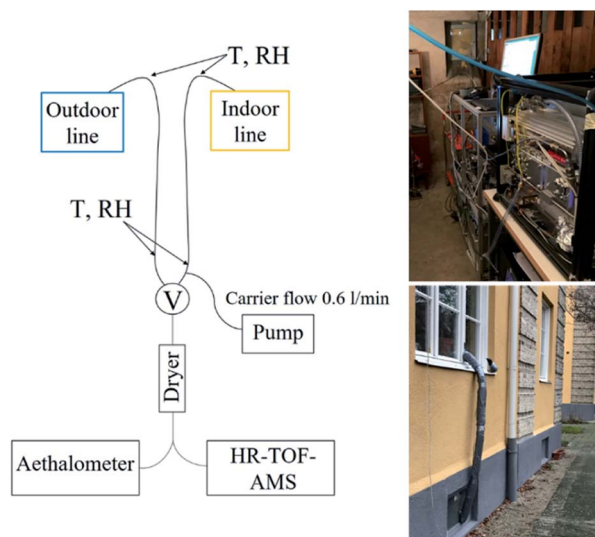 T, RH
Outdoor
line
Indoor
line
T, RH
V
Carrier flow 0.6 l/min
Pump
Dryer
Aethalometer
HR-TOF-
AMS